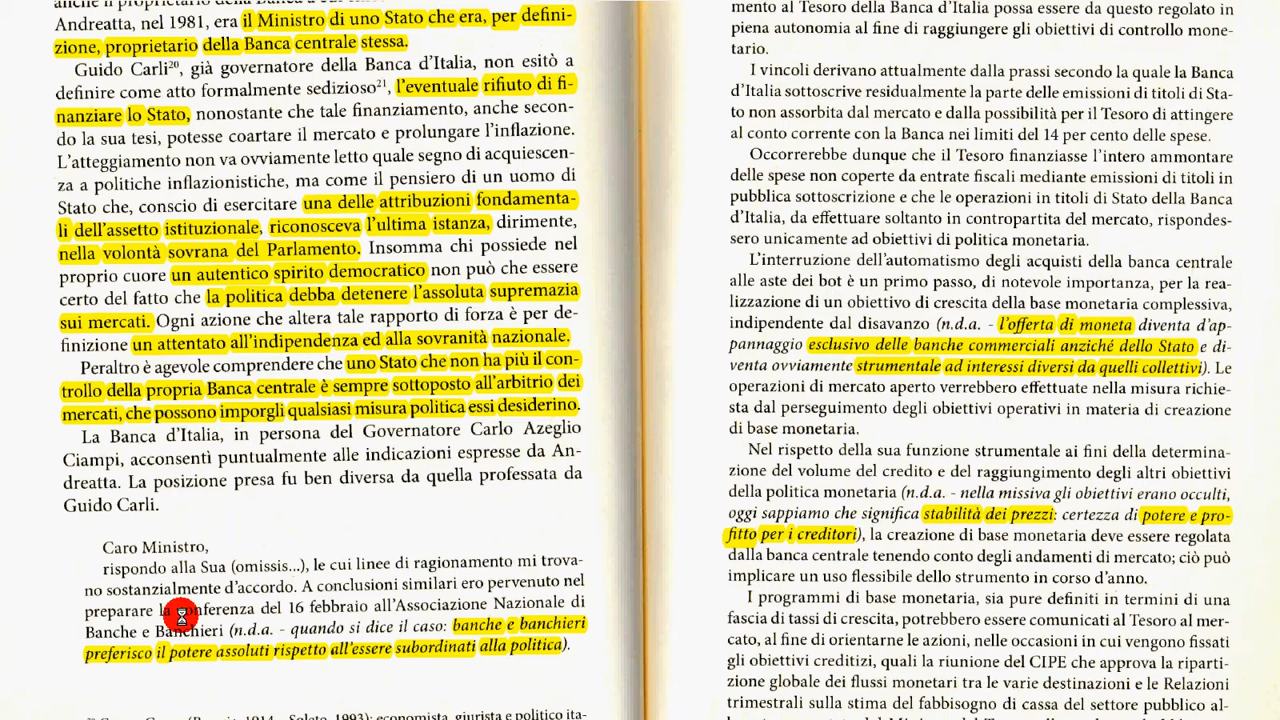 Andreatta, nel 1981, era il Ministro di uno Stato che era, per defini-
zione, proprietario della Banca centrale stessa.
Guido Carli²⁰, già governatore della Banca d'Italia, non esitò a
definire come atto formalmente sedizioso²¹, l'eventuale rifiuto di fi-
nanziare lo Stato, nonostante che tale finanziamento, anche secon-
do la sua tesi, potesse coartare il mercato e prolungare l'inflazione.
L'atteggiamento non va ovviamente letto quale segno di acquiescen-
za a politiche inflazionistiche, ma come il pensiero di un uomo di
Stato che, conscio di esercitare una delle attribuzioni fondamenta-
li dell'assetto istituzionale, riconosceva l'ultima istanza, dirimente,
nella volontà sovrana del Parlamento. Insomma chi possiede nel
proprio cuore un autentico spirito democratico non può che essere
certo del fatto che la politica debba detenere l'assoluta supremazia
sui mercati. Ogni azione che altera tale rapporto di forza è per de-
finizione un attentato all'indipendenza ed alla sovranità nazionale.
Peraltro è agevole comprendere che uno Stato che non ha più il con-
trollo della propria Banca centrale è sempre sottoposto all'arbitrio dei
mercati, che possono imporgli qualsiasi misura politica essi desiderino.
La Banca d'Italia, in persona del Governatore Carlo Azeglio
Ciampi, acconsentì puntualmente alle indicazioni espresse da An-
dreatta. La posizione presa fu ben diversa da quella professata da
Guido Carli.
Caro Ministro,
rispondo alla Sua (omissis...), le cui linee di ragionamento mi trova-
no sostanzialmente d'accordo. A conclusioni similari ero pervenuto nel
preparare la conferenza del 16 febbraio all'Associazione Nazionale di
Banche e Banchieri (n.d.a. - quando si dice il caso: banche e banchieri
preferisco il potere assoluti rispetto all'essere subordinati alla politica).
mento al Tesoro della Banca d'Italia possa essere da questo regolato in
piena autonomia al fine di raggiungere gli obiettivi di controllo mone-
tario.
I vincoli derivano attualmente dalla prassi secondo la quale la Banca
d'Italia sottoscrive residualmente la parte delle emissioni di titoli di Sta-
to non assorbita dal mercato e dalla possibilità per il Tesoro di attingere
al conto corrente con la Banca nei limiti del 14 per cento delle spese.
Occorrerebbe dunque che il Tesoro finanziasse l'intero ammontare
delle spese non coperte da entrate fiscali mediante emissioni di titoli in
pubblica sottoscrizione e che le operazioni in titoli di Stato della Banca
d'Italia, da effettuare soltanto in contropartita del mercato, rispondes-
sero unicamente ad obiettivi di politica monetaria.
L'interruzione dell'automatismo degli acquisti della banca centrale
alle aste dei bot è un primo passo, di notevole importanza, per la rea-
lizzazione di un obiettivo di crescita della base monetaria complessiva,
indipendente dal disavanzo (n.d.a. - l'offerta di moneta diventa d'ap-
pannaggio esclusivo delle banche commerciali anziché dello Stato e di-
venta ovviamente strumentale ad interessi diversi da quelli collettivi). Le
operazioni di mercato aperto verrebbero effettuate nella misura richie-
sta dal perseguimento degli obiettivi operativi in materia di creazione
di base monetaria.
Nel rispetto della sua funzione strumentale ai fini della determina-
zione del volume del credito e del raggiungimento degli altri obiettivi
della politica monetaria (n.d.a. - nella missiva gli obiettivi erano occulti,
oggi sappiamo che significa stabilità dei prezzi: certezza di potere e pro-
fitto per i creditori), la creazione di base monetaria deve essere regolata
dalla banca centrale tenendo conto degli andamenti di mercato; ciò può
implicare un uso flessibile dello strumento in corso d'anno.
I programmi di base monetaria, sia pure definiti in termini di una
fascia di tassi di crescita, potrebbero essere comunicati al Tesoro al mer-
cato, al fine di orientarne le azioni, nelle occasioni in cui vengono fissati
gli obiettivi creditizi, quali la riunione del CIPE che approva la riparti-
zione globale dei flussi monetari tra le varie destinazioni e le Relazioni
trimestrali sulla stima del fabbisogno di cassa del settore pubblico al-